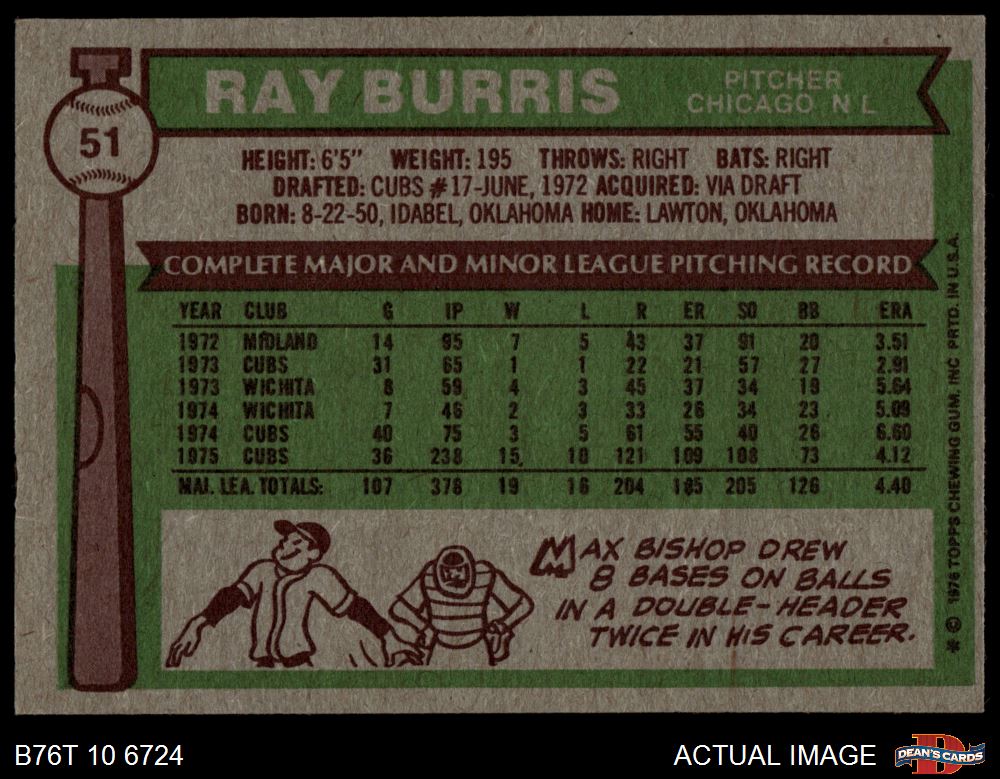 51
RAY BURRIS
PITCHER
CHICAGO N L
HEIGHT: 6'5" WEIGHT: 195 THROWS: RIGHT BATS: RIGHT
DRAFTED: CUBS #17-JUNE, 1972 ACQUIRED: VIA DRAFT
BORN: 8-22-50, IDABEL, OKLAHOMA HOME: LAWTON, OKLAHOMA
COMPLETE MAJOR AND MINOR LEAGUE PITCHING RECORD
YEAR CLUB G IP W L R ER SO BB ERA
1972 MIDLAND 14 95 7 5 43 37 91 20 3.51
1973 CUBS 31 65 1 1 22 21 57 27 2.91
1973 WICHITA 8 59 4 3 45 37 34 19 5.64
1974 WICHITA 7 46 2 3 33 26 34 23 5.09
1974 CUBS 40 75 3 5 61 55 40 26 6.60
1975 CUBS 36 238 15 10 121 109 108 73 4.12
MAJ. LEA. TOTALS: 107 378 19 16 204 185 205 126 4.40
MAX BISHOP DREW
8 BASES ON BALLS
IN A DOUBLE-HEADER
TWICE IN HIS CAREER.
* © 1976 TOPPS CHEWING GUM, INC. PRTD. IN U.S.A.
B76T 10 6724
ACTUAL IMAGE
D
DEAN'S CARDS